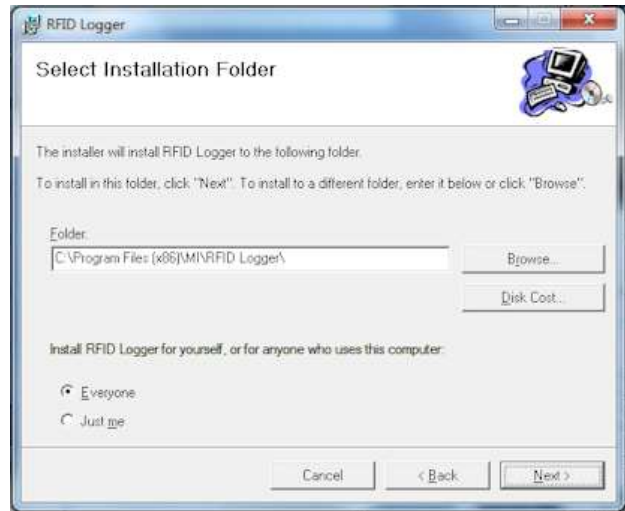 RFID Logger
Select Installation Folder
The installer will install RFID Logger to the following folder.
To install in this folder, click "Next". To install to a different folder, enter it below or click "Browse".
Folder:
C:\Program Files (x86)\MI\RFID Logger\
Browse...
Disk Cost...
Install RFID Logger for yourself, or for anyone who uses this computer:
Everyone
Just me
Cancel
< Back
Next >